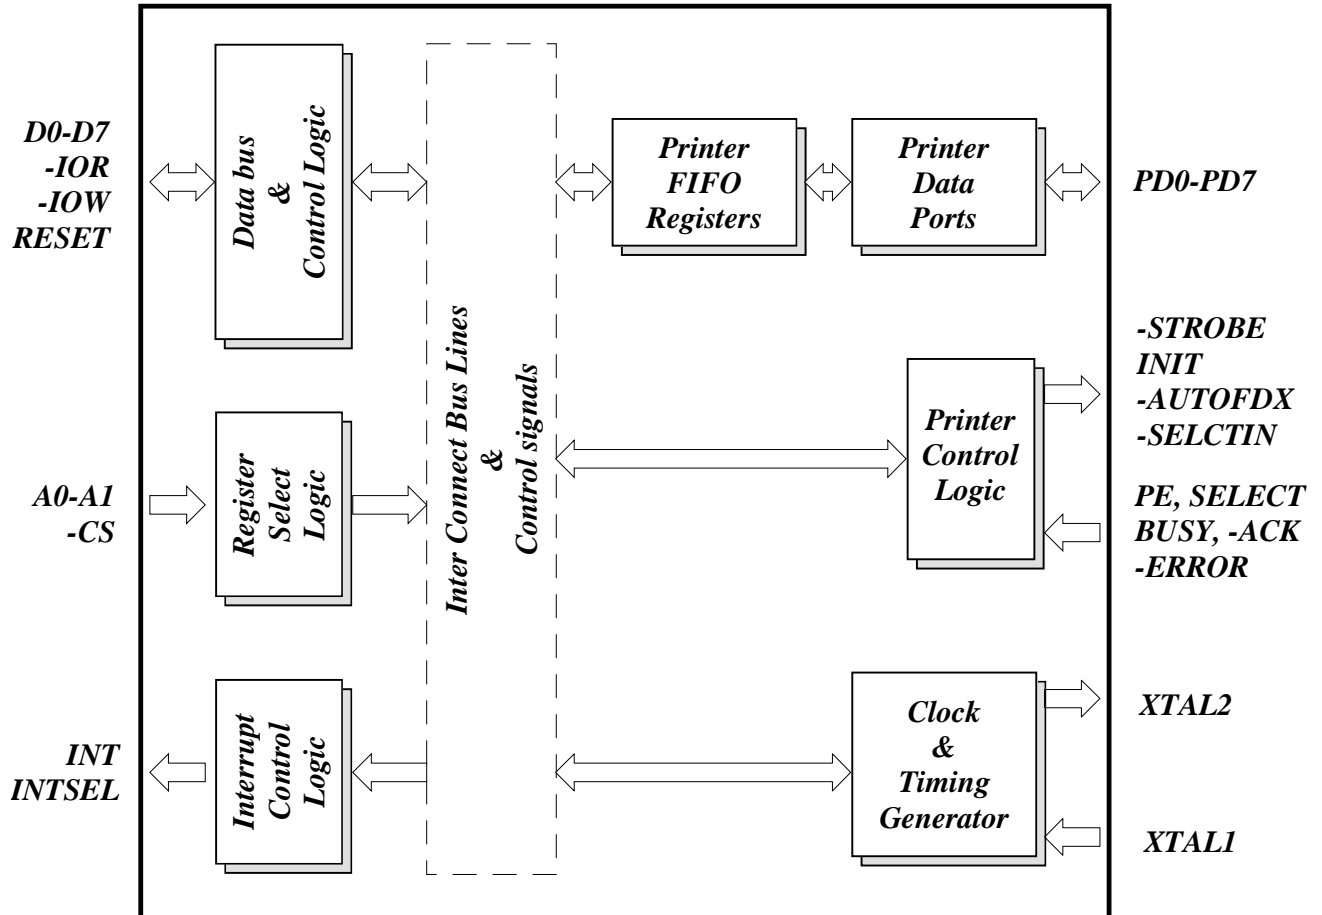 D0-D7
-IOR
-IOW
RESET
A0-A1
-CS
INT
INTSEL
Data bus
&
Control Logic
Register
Select
Logic
Interrupt
Control
Logic
Inter Connect Bus Lines
&
Control signals
Printer
FIFO
Registers
Printer
Data
Ports
Printer
Control
Logic
Clock
&
Timing
Generator
PD0-PD7
-STROBE
INIT
-AUTOFDX
-SELCTIN
PE, SELECT
BUSY, -ACK
-ERROR
XTAL2
XTAL1